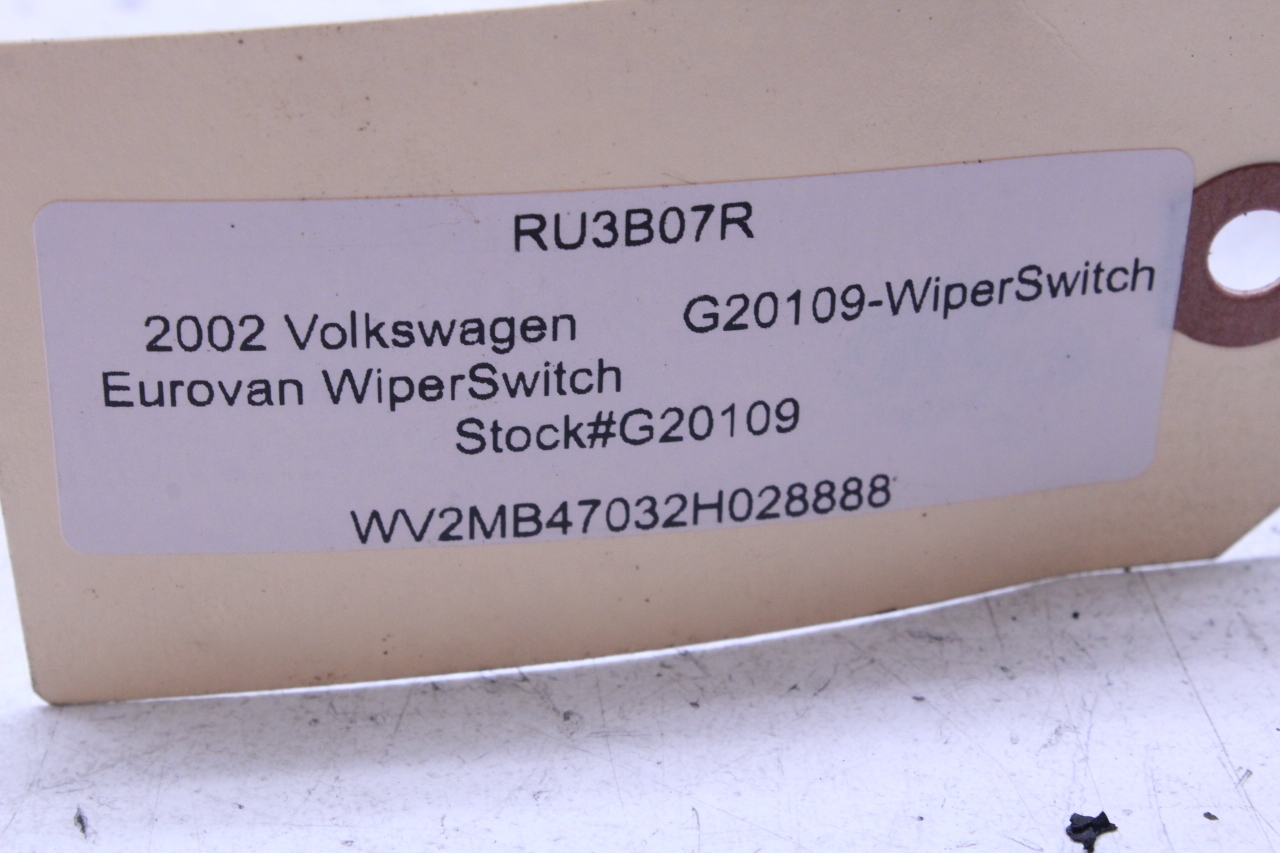 RU3B07R
2002 Volkswagen
Eurovan WiperSwitch
G20109-WiperSwitch
Stock#G20109
WV2MB47032H028888